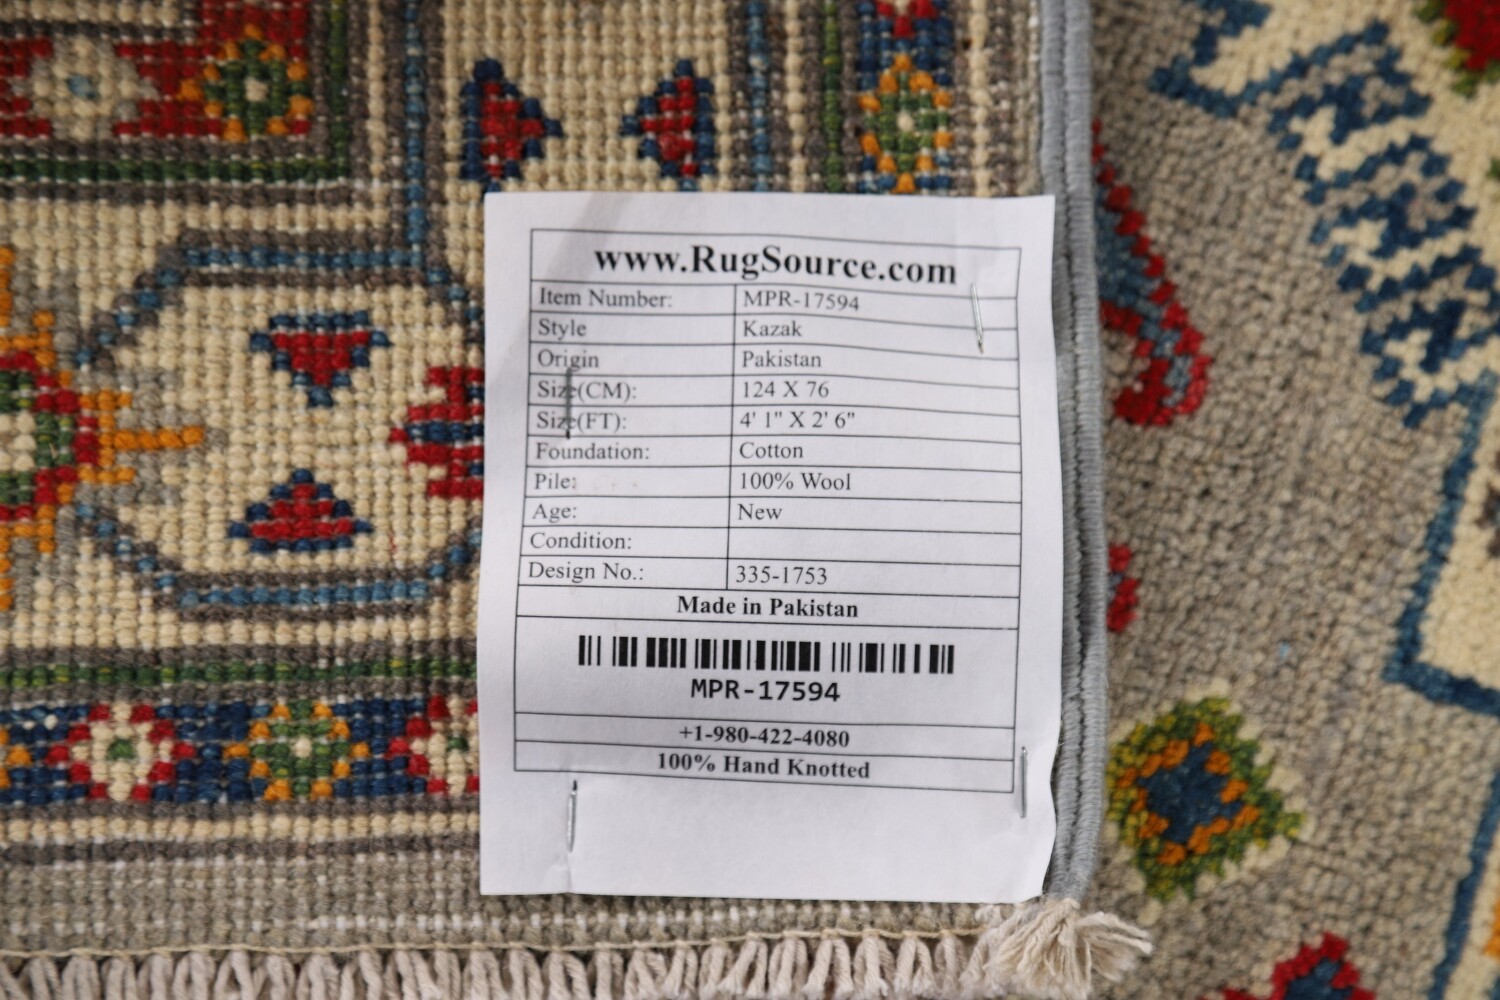 www.RugSource.com
Item Number: MPR-17594
Style Kazak
Origin Pakistan
Size(CM): 124 X 76
Size(FT): 4' 1" X 2' 6"
Foundation: Cotton
Pile: 100% Wool
Age: New
Condition:
Design No.: 335-1753
Made in Pakistan
MPR-17594
+1-980-422-4080
100% Hand Knotted